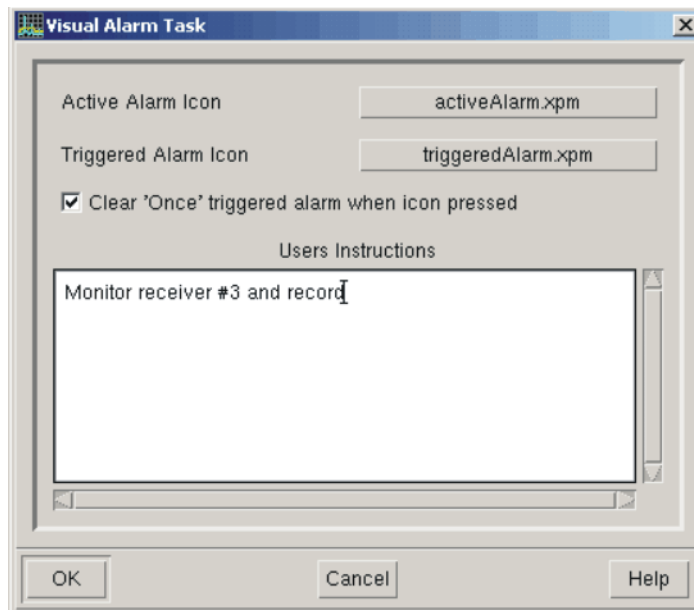 Visual Alarm Task
Active Alarm Icon activeAlarm.xpm
Triggered Alarm Icon triggeredAlarm.xpm
Clear 'Once' triggered alarm when icon pressed
Users Instructions
Monitor receiver #3 and record
OK Cancel Help